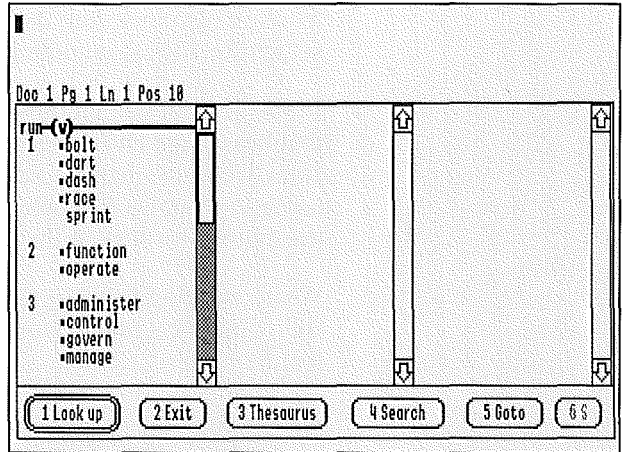 Doc 1 Pg 1 Ln 1 Pos 10
run (v)
1 ▪bolt
▪dart
▪dash
▪race
sprint
2 ▪function
▪operate
3 ▪administer
▪control
▪govern
▪manage
1 Look up 2 Exit 3 Thesaurus 4 Search 5 Goto 6 S